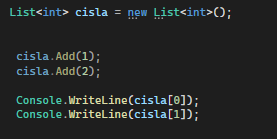 List<int> cisla = new List<int>();
cisla.Add(1);
cisla.Add(2);
Console.WriteLine(cisla[0]);
Console.WriteLine(cisla[1]);